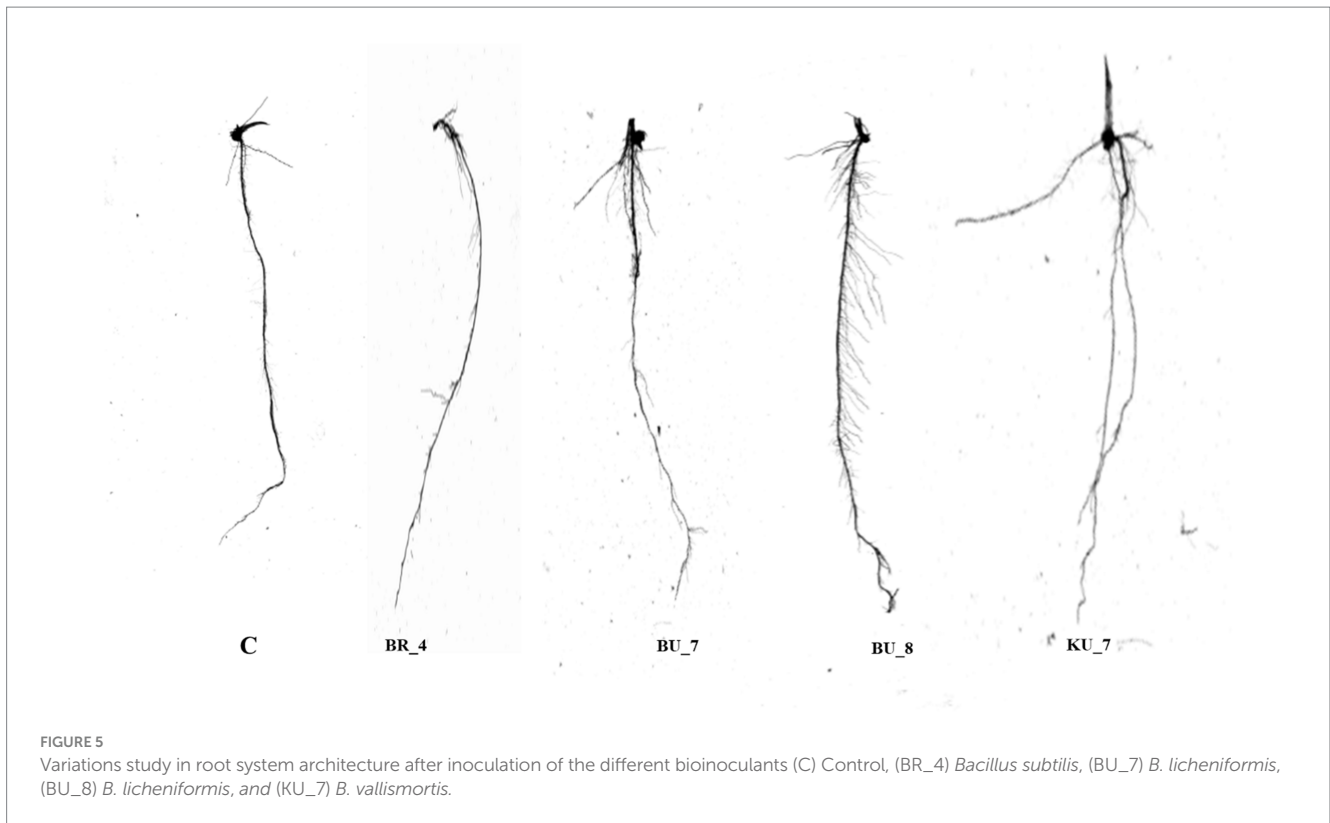 C
BR_4
BU_7
BU_8
KU_7
FIGURE 5
Variations study in root system architecture after inoculation of the different bioinoculants (C) Control, (BR_4) Bacillus subtilis, (BU_7) B. licheniformis,
(BU_8) B. licheniformis, and (KU_7) B. vallismortis.